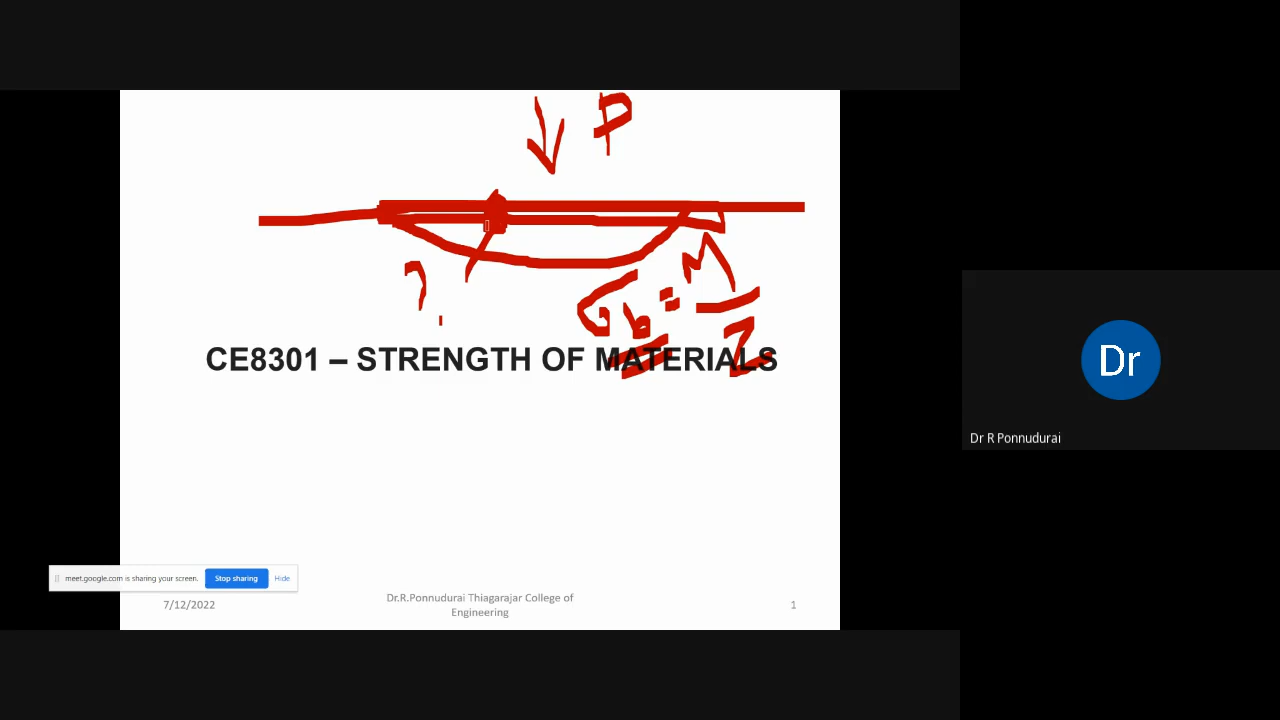 P
?
σb = M
Z
CE8301 – STRENGTH OF MATERIALS
Dr
Dr R Ponnudurai
meet.google.com is sharing your screen. Stop sharing Hide
7/12/2022
Dr.R.Ponnudurai Thiagarajar College of
Engineering
1